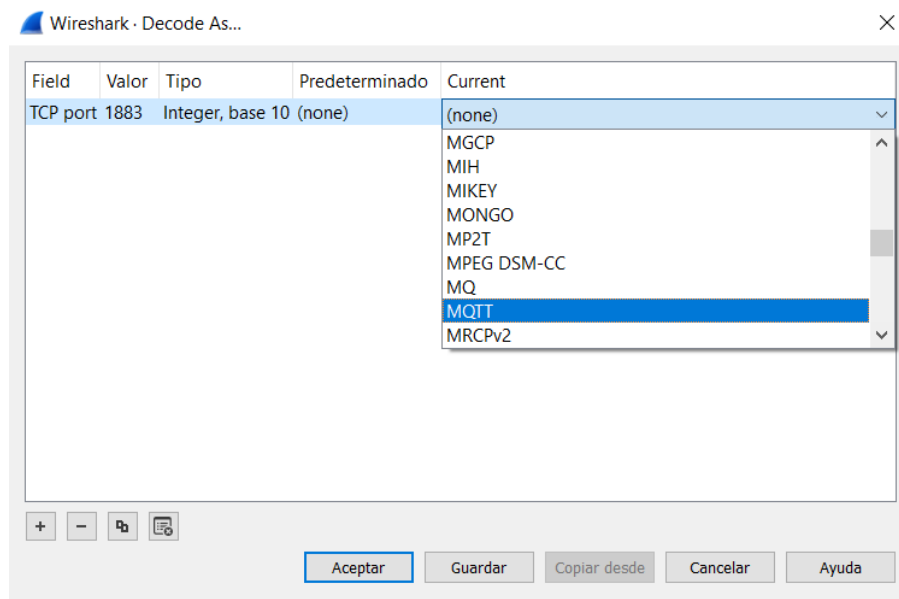 Wireshark · Decode As...
Field Valor Tipo Predeterminado Current
TCP port 1883 Integer, base 10 (none) (none)
MGCP
MIH
MIKEY
MONGO
MP2T
MPEG DSM-CC
MQ
MQTT
MRCPv2
Aceptar Guardar Copiar desde Cancelar Ayuda